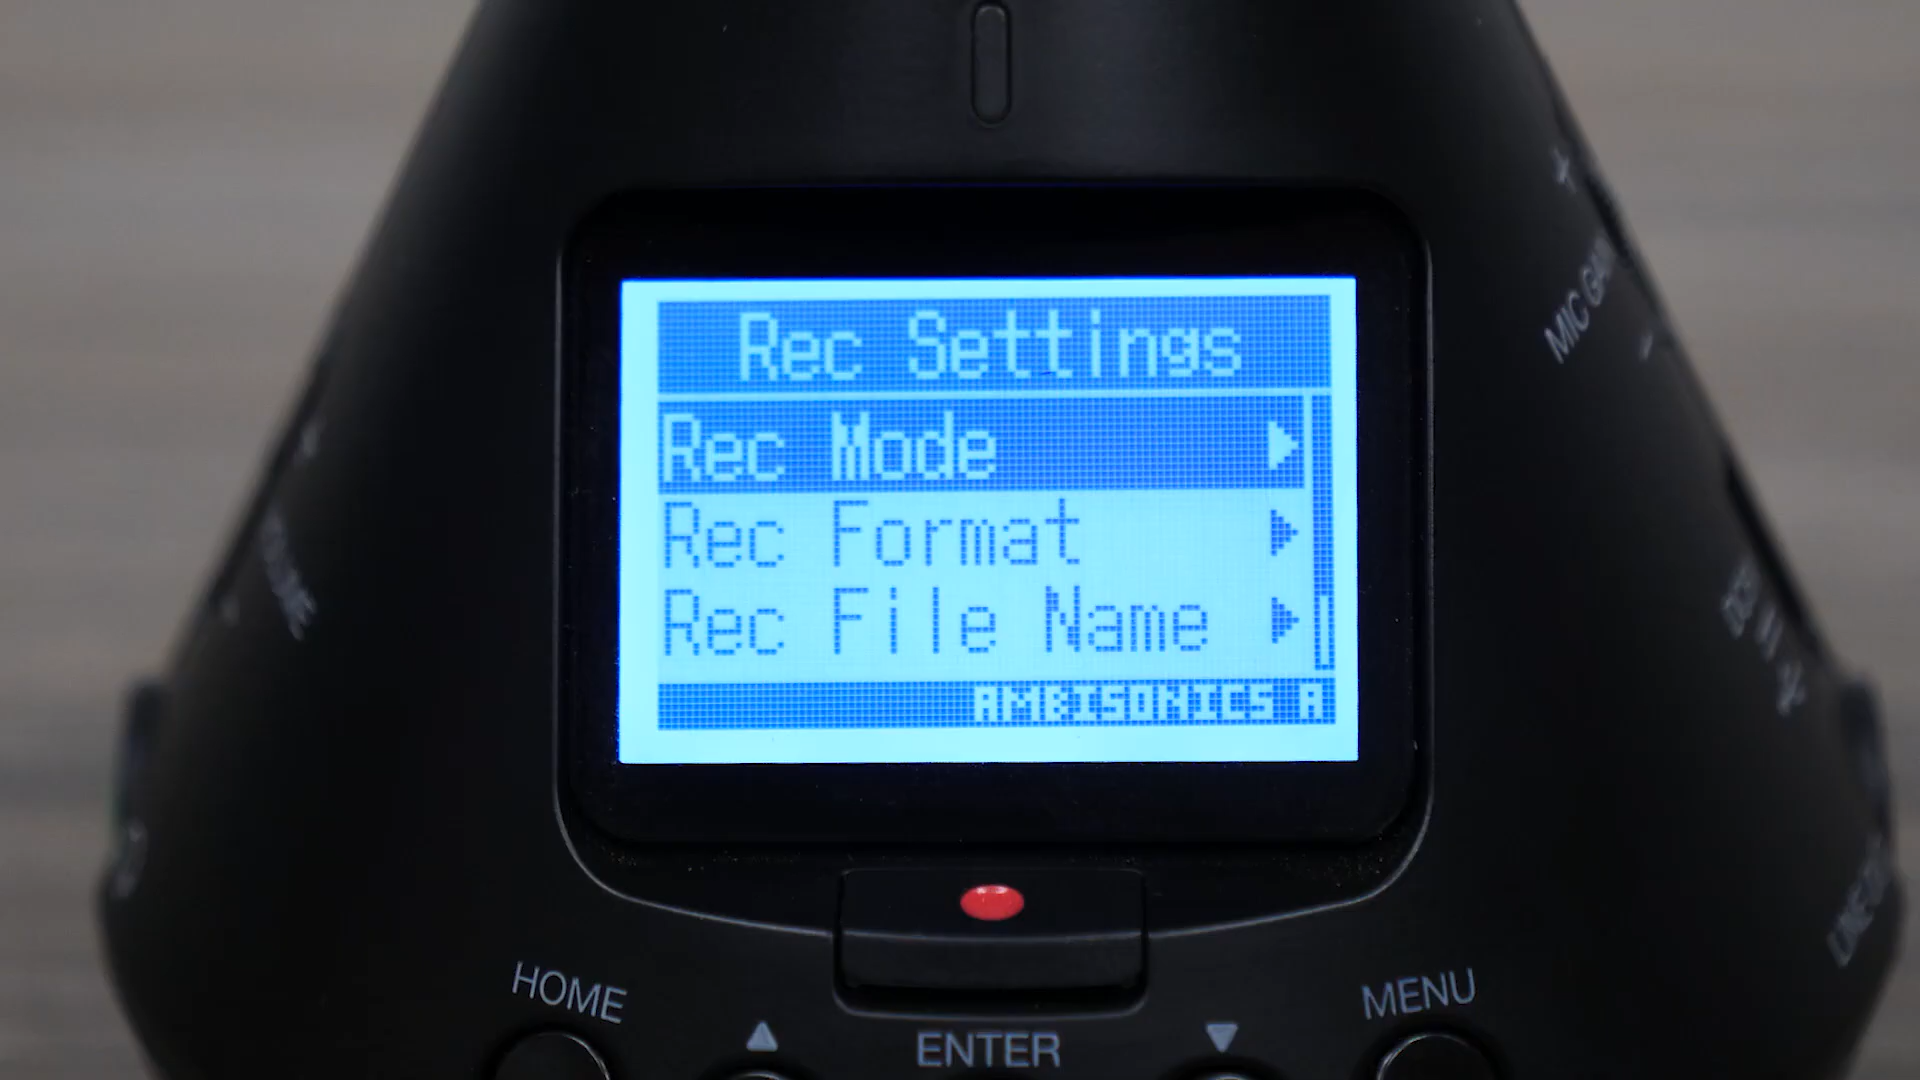 +
MIC GAIN
-
Rec Settings
Rec Mode
Rec Format
Rec File Name
AMBISONICS A
HOME
MENU
ENTER